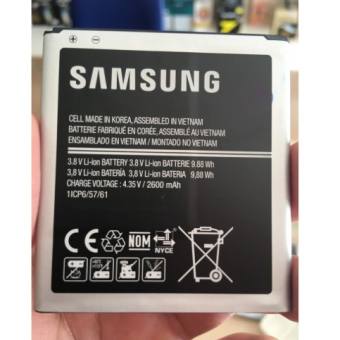 SAMSUNG
CELL MADE IN KOREA, ASSEMBLED IN VIETNAM
BATTERIE FABRIQUÉ EN CORÉE, ASSEMBLÉ AU VIETNAM
ENSAMBLADO EN VIETNAM / MONTADO NO VIETNAM
3.8 V Li-ion BATTERY 3.8 V Li-ion BATTERIE 9.88 Wh
3,8 V Li-ion BATERÍA 3,8 V Li-ion BATERIA 9,88 Wh
CHARGE VOLTAGE : 4.35 V / 2600 mAh
1ICP6/57/61
CE NOM NYCE